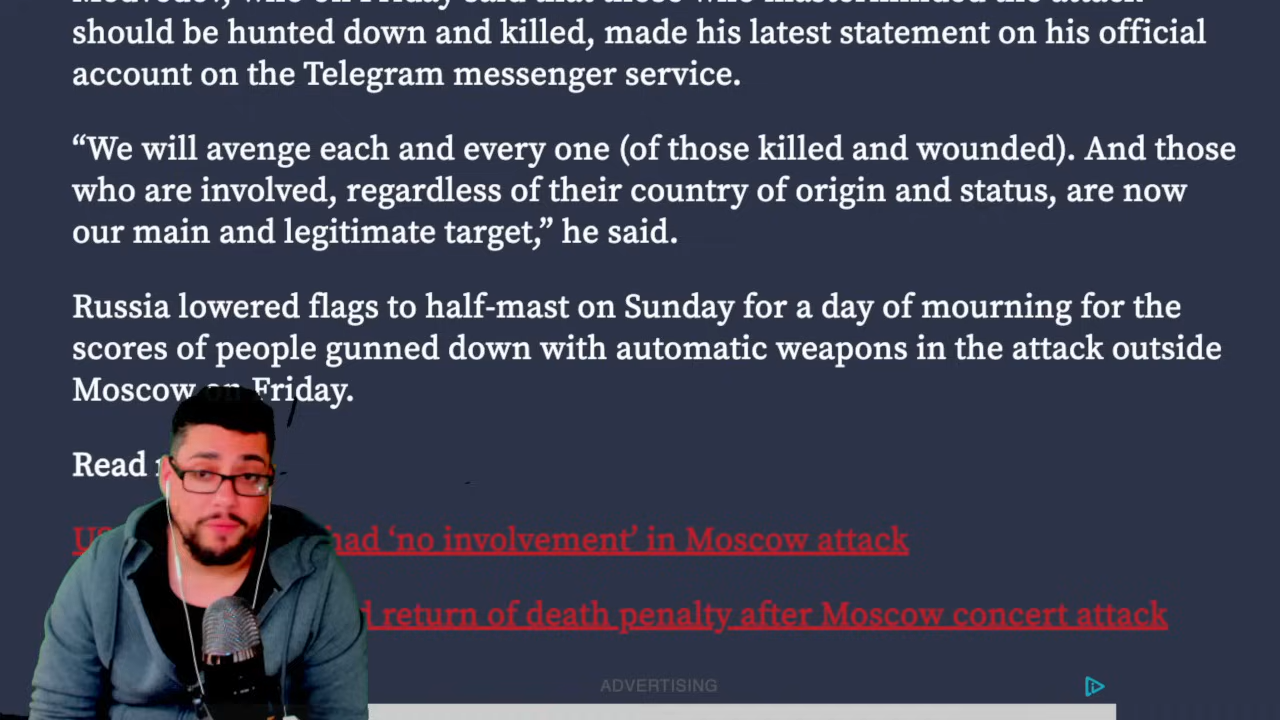 should be hunted down and killed, made his latest statement on his official
account on the Telegram messenger service.
“We will avenge each and every one (of those killed and wounded). And those
who are involved, regardless of their country of origin and status, are now
our main and legitimate target,” he said.
Russia lowered flags to half-mast on Sunday for a day of mourning for the
scores of people gunned down with automatic weapons in the attack outside
Moscow on Friday.
Read
had ‘no involvement’ in Moscow attack
return of death penalty after Moscow concert attack
ADVERTISING